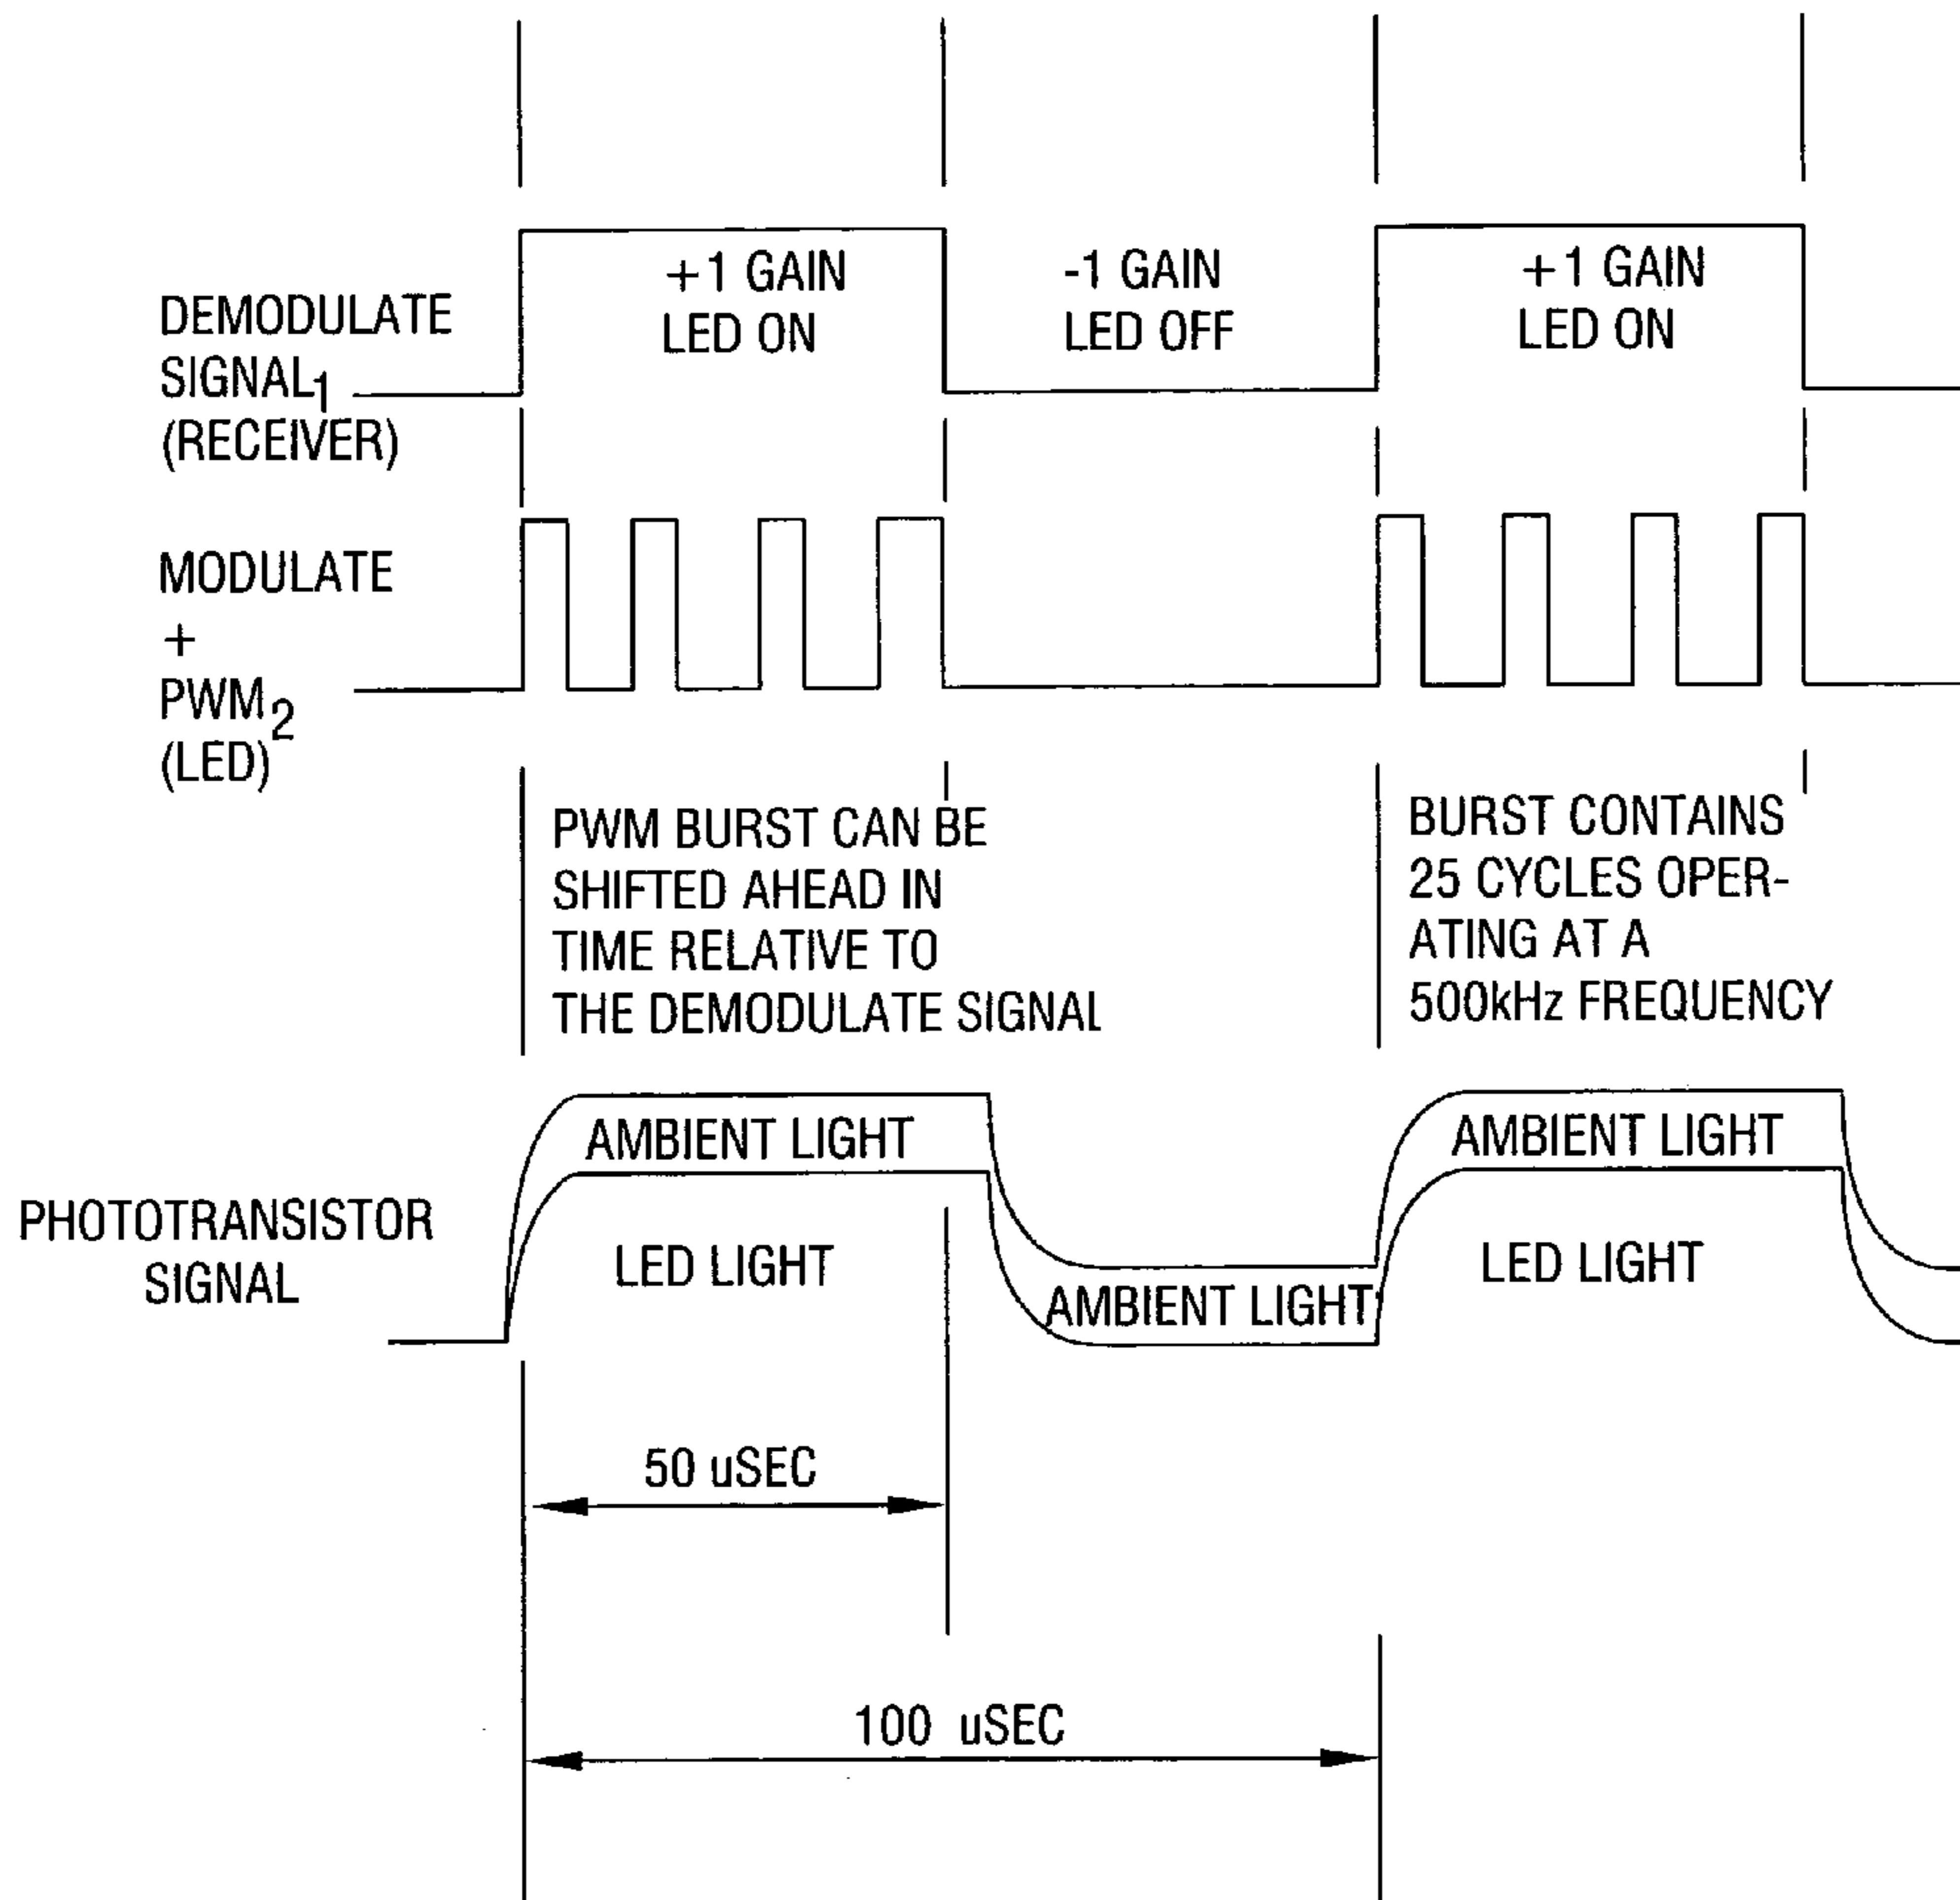 +1 GAIN
LED ON
-1 GAIN
LED OFF
+1 GAIN
LED ON
DEMODULATE
SIGNAL1
(RECEIVER)
MODULATE
+
PWM2
(LED)
PWM BURST CAN BE
SHIFTED AHEAD IN
TIME RELATIVE TO
THE DEMODULATE SIGNAL
BURST CONTAINS
25 CYCLES OPER-
ATING AT A
500kHz FREQUENCY
PHOTOTRANSISTOR
SIGNAL
AMBIENT LIGHT
LED LIGHT
AMBIENT LIGHT
AMBIENT LIGHT
LED LIGHT
50 uSEC
100 uSEC